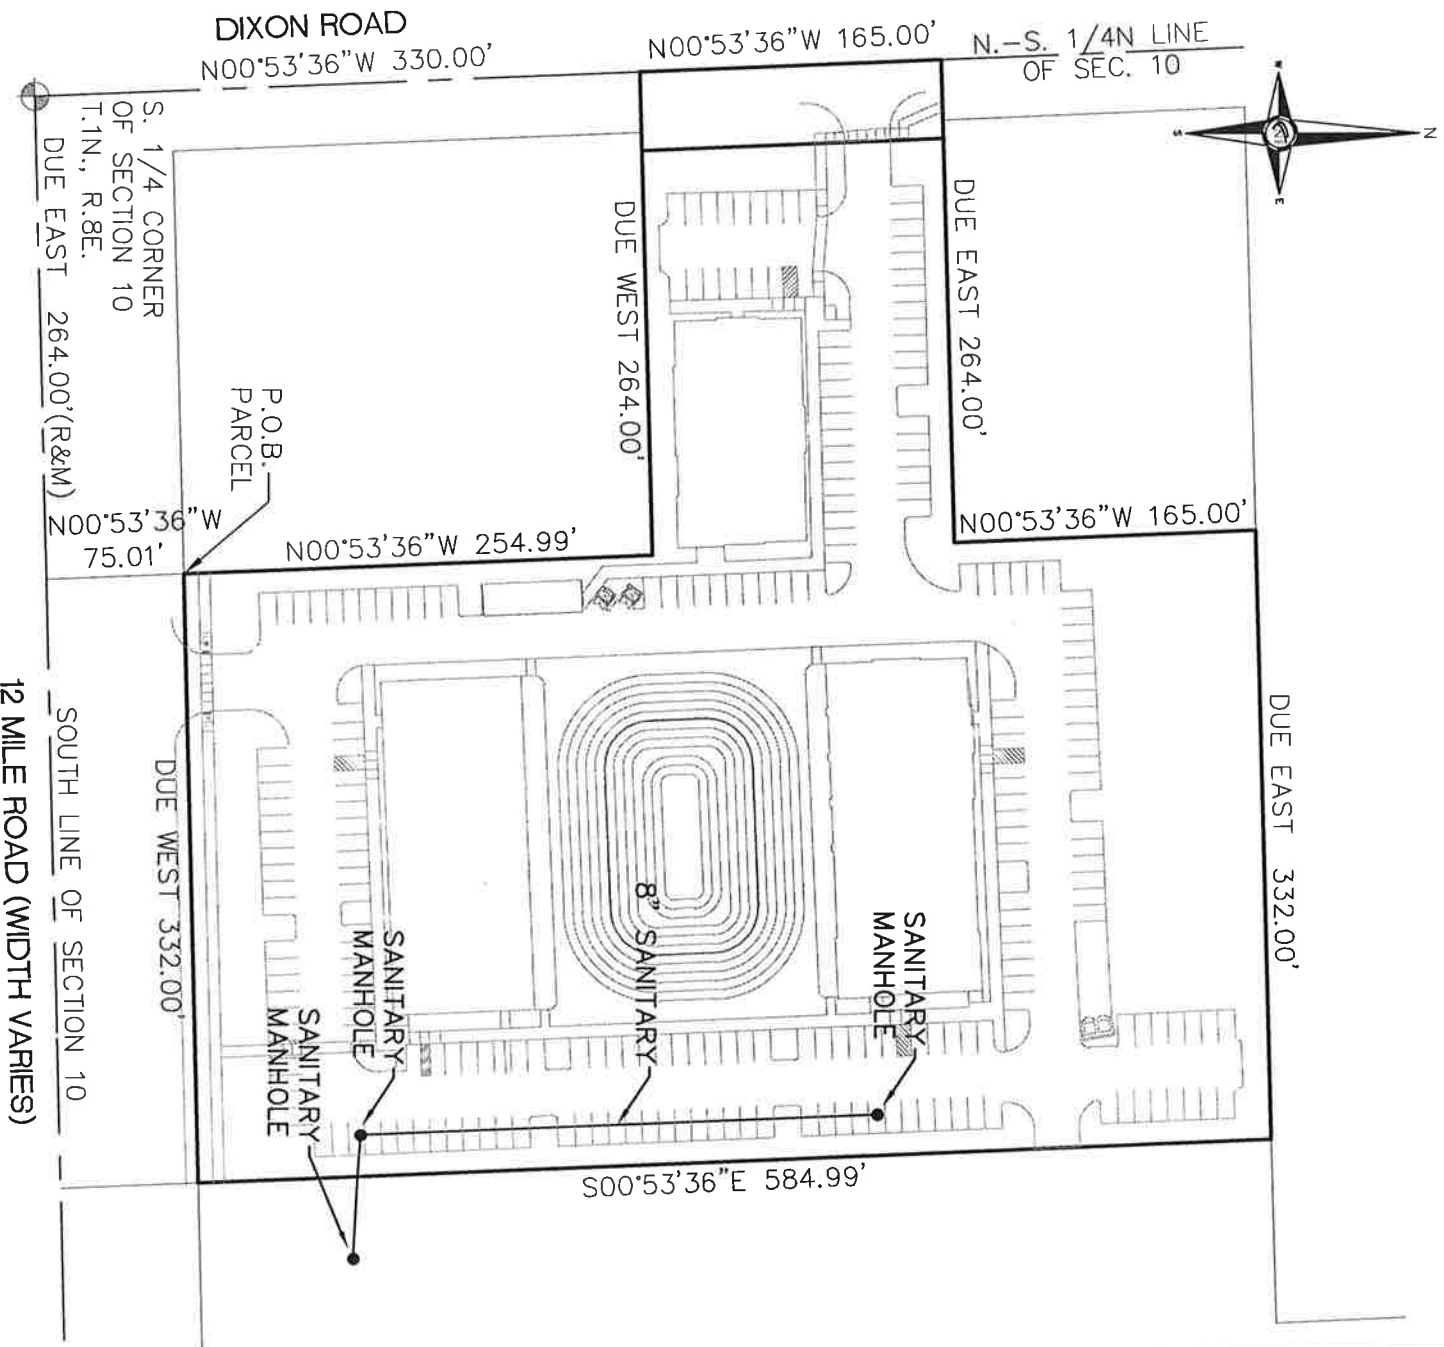 DIXON ROAD
N00°53'36"W 330.00'
N00°53'36"W 165.00'
N.-S. 1/4N LINE
OF SEC. 10
N
S
E
S. 1/4 CORNER
OF SECTION 10
T.1N., R.8E.
DUE EAST 264.00'(R&M)
DUE WEST 264.00'
DUE EAST 264.00'
P.O.B.
PARCEL
N00°53'36"W
75.01'
N00°53'36"W 254.99'
N00°53'36"W 165.00'
DUE EAST 332.00'
SOUTH LINE OF SECTION 10
12 MILE ROAD (WIDTH VARIES)
DUE WEST 332.00'
8" SANITARY
SANITARY
MANHOLE
SANITARY
MANHOLE
SANITARY
MANHOLE
S00°53'36"E 584.99'